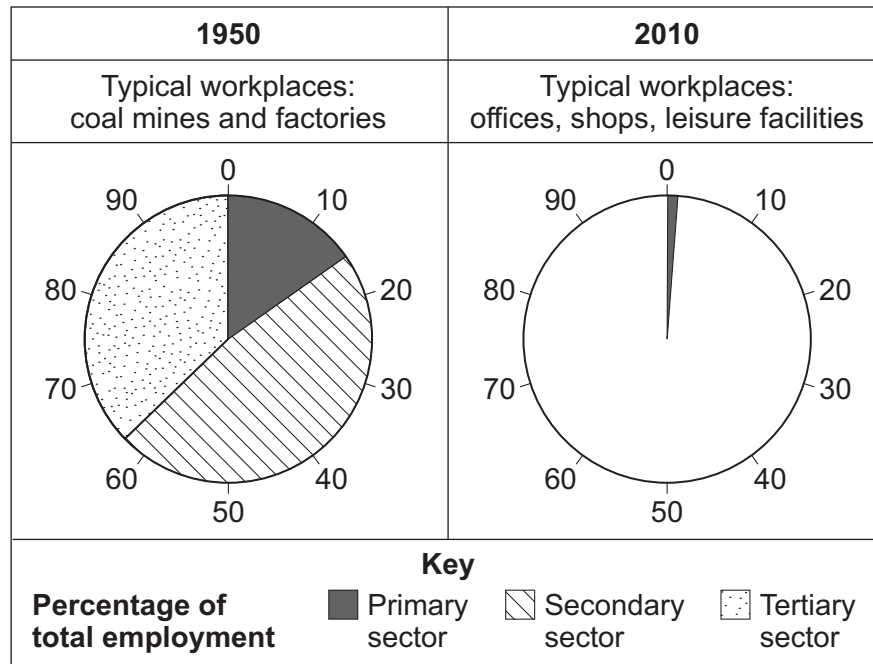 1950
2010
Typical workplaces:
coal mines and factories
Typical workplaces:
offices, shops, leisure facilities
0
10
20
30
40
50
60
70
80
90
0
10
20
30
40
50
60
70
80
90
Key
Percentage of
total employment
Primary
sector
Secondary
sector
Tertiary
sector